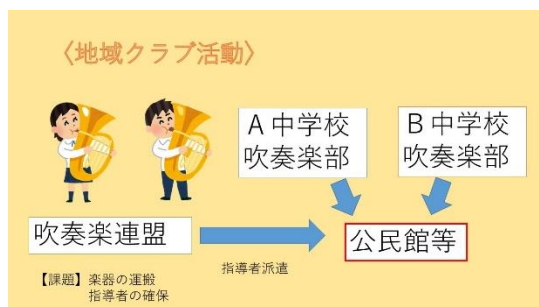 〈地域クラブ活動〉
A中学校
吹奏楽部
B中学校
吹奏楽部
吹奏楽連盟
指導者派遣
公民館等
【課題】楽器の運搬
指導者の確保